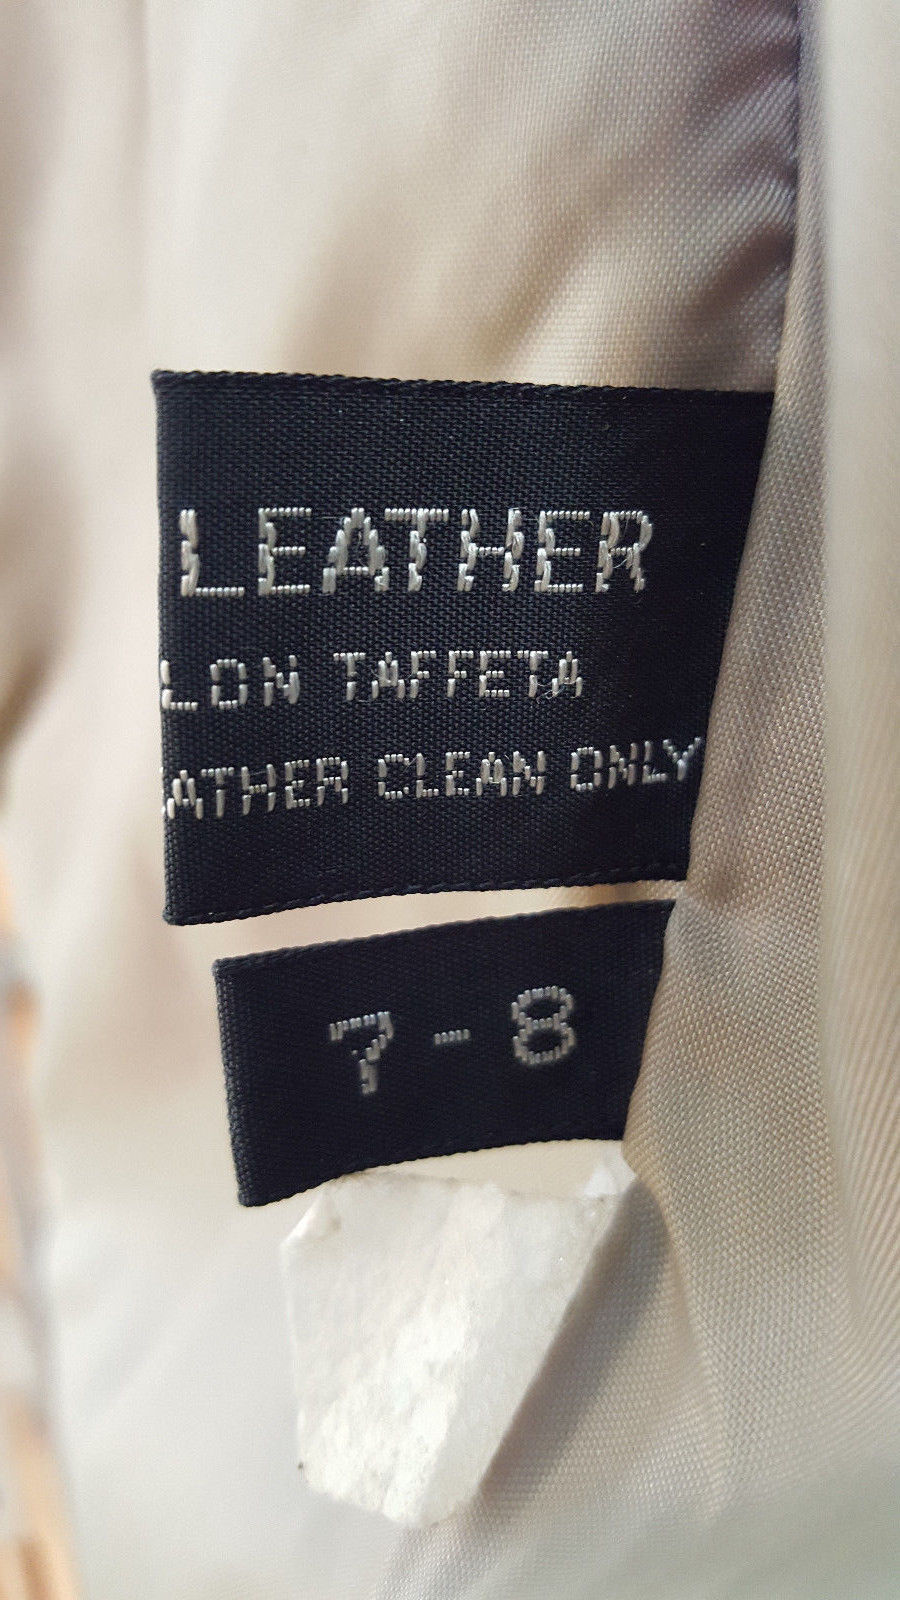 LEATHER
LON TAFFETA
ATHER CLEAN ONLY
7 - 8